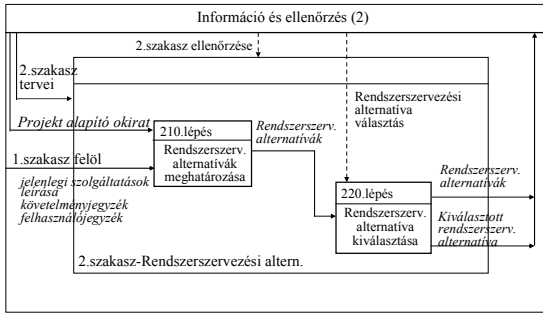 Információ és ellenőrzés (2)
2.szakasz ellenőrzése
2.szakasz
tervei
Rendszerszervezési
alternatíva
választás
Projekt alapító okirat
210.lépés
Rendszerszerv.
alternatívák
meghatározása
Rendszerszerv.
alternatívák
1.szakasz felöl
jelenlegi szolgáltatások
leírása
követelményjegyzék
felhasználójegyzék
220.lépés
Rendszerszerv.
alternatíva
kiválasztása
Rendszerszerv.
alternatívák
Kiválasztott
rendszerszerv.
alternatíva
2.szakasz-Rendszerszervezési altern.